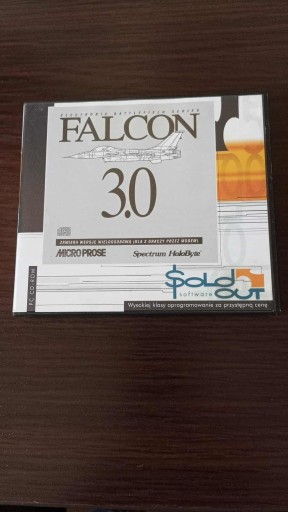 ELECTRONIC BATTLEFIELD SERIES
FALCON
3.0
ZAWIERA WERSJĘ WIELOOSOBOWĄ (DLA 2 GRACZY PRZEZ MODEM)
MICROPROSE Spectrum HoloByte
$OLD OUT
software
PC CD-ROM
Wysokiej klasy oprogramowanie za przystępną cenę